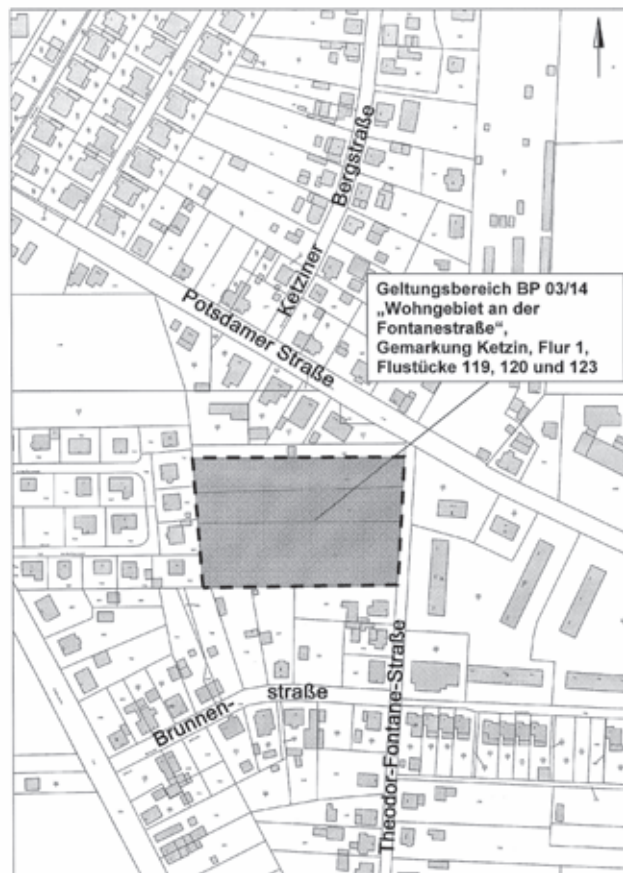 Ketziner Bergstraße
Potsdamer Straße
Geltungsbereich BP 03/14
„Wohngebiet an der
Fontanestraße“,
Gemarkung Ketzin, Flur 1,
Flustücke 119, 120 und 123
Brunnen-
straße
Theodor-Fontane-Straße